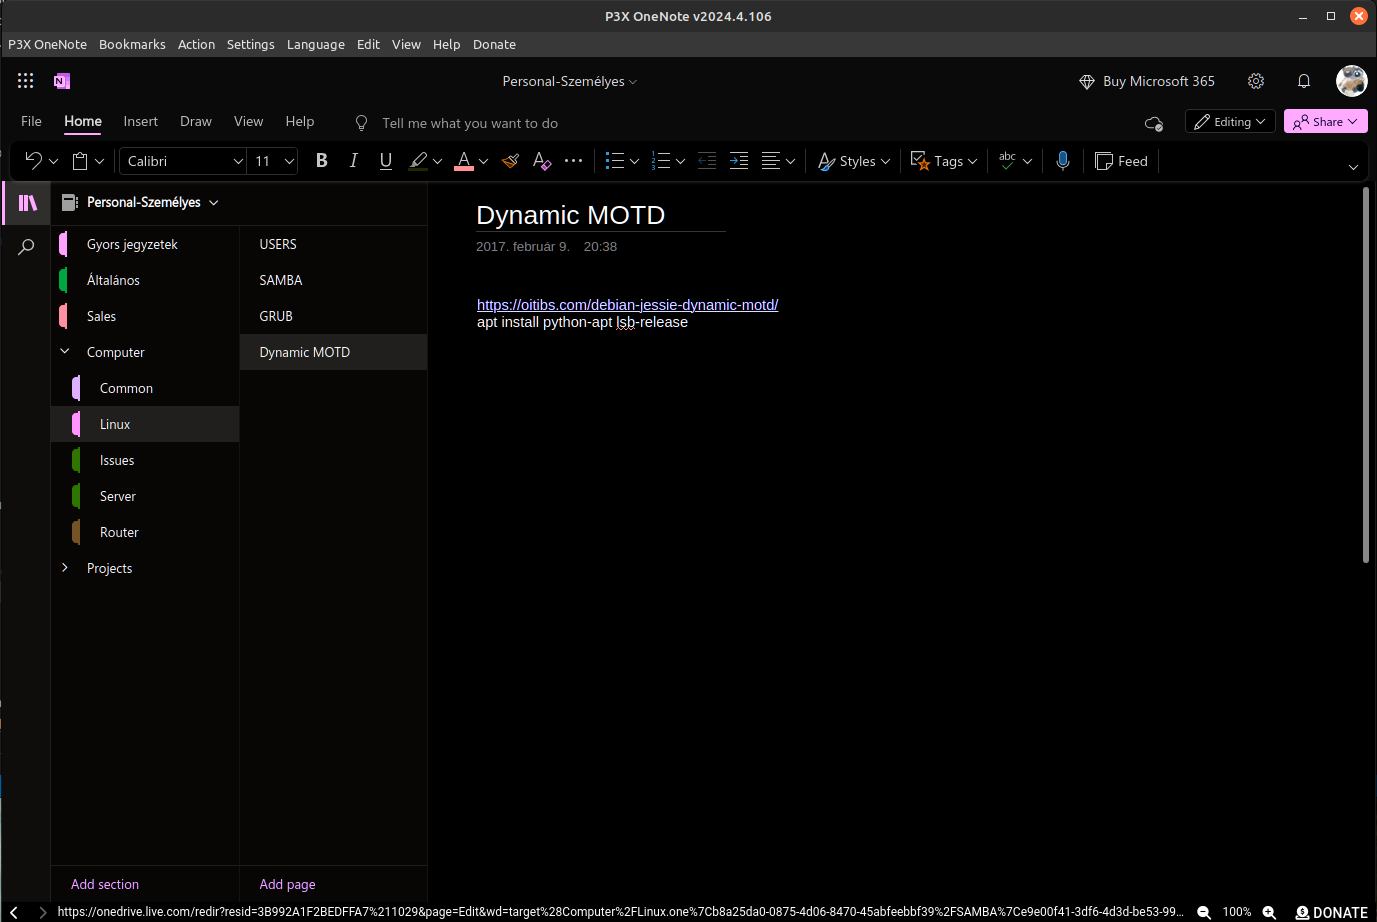 P3X OneNote v2024.4.106
P3X OneNote Bookmarks Action Settings Language Edit View Help Donate
N Personal-Személyes Buy Microsoft 365
File Home Insert Draw View Help Tell me what you want to do Editing Share
Calibri 11 B I U A A 1 2 3 Styles Tags abc Feed
Personal-Személyes
Gyors jegyzetek
Általános
Sales
Computer
Common
Linux
Issues
Server
Router
Projects
Add section
USERS
SAMBA
GRUB
Dynamic MOTD
Add page
Dynamic MOTD
2017. február 9. 20:38
https://oitibs.com/debian-jessie-dynamic-motd/
apt install python-apt lsb-release
https://onedrive.live.com/redir?resid=3B992A1F2BEDFFA7%211029&page=Edit&wd=target%28Computer%2FLinux.one%7Cb8a25da0-0875-4d06-8470-45abfeebbf39%2FSAMBA%7Ce9e00f41-3df6-4d3d-be53-99... 100% DONATE